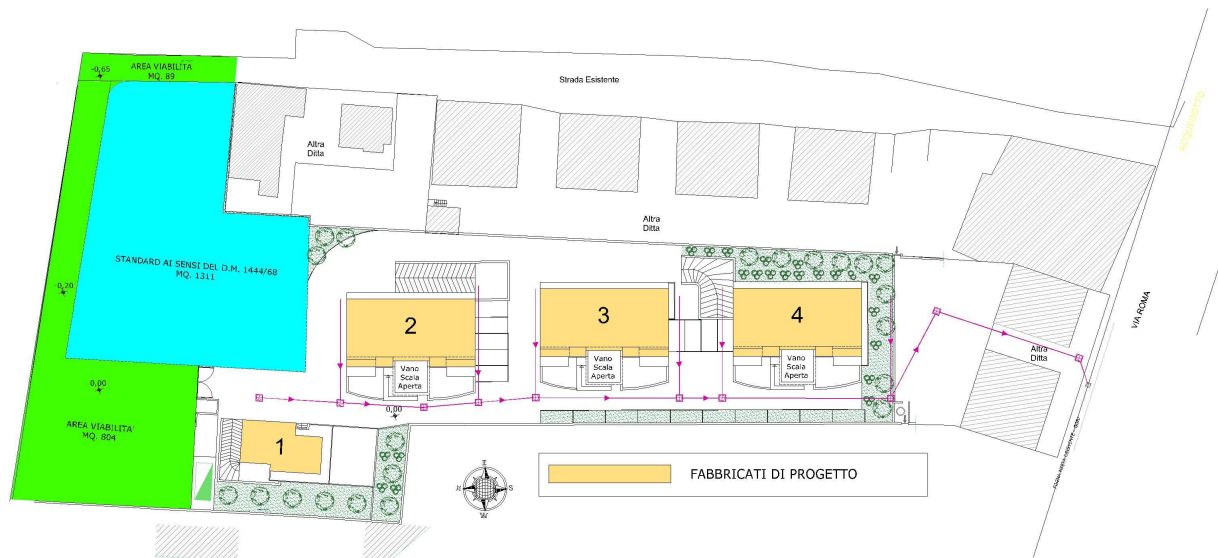 -0,65
AREA VIABILITA'
MQ. 89
Strada Esistente
ACQUEDOTTO
Altra
Ditta
Altra
Ditta
STANDARD AI SENSI DEL D.M. 1444/68
MQ. 1311
-0,20
VIA ROMA
2
3
4
Vano
Scala
Aperta
Vano
Scala
Aperta
Vano
Scala
Aperta
Altra
Ditta
0,00
0,00
AREA VIABILITA'
MQ. 804
1
E
N
S
W
FABBRICATI DI PROGETTO